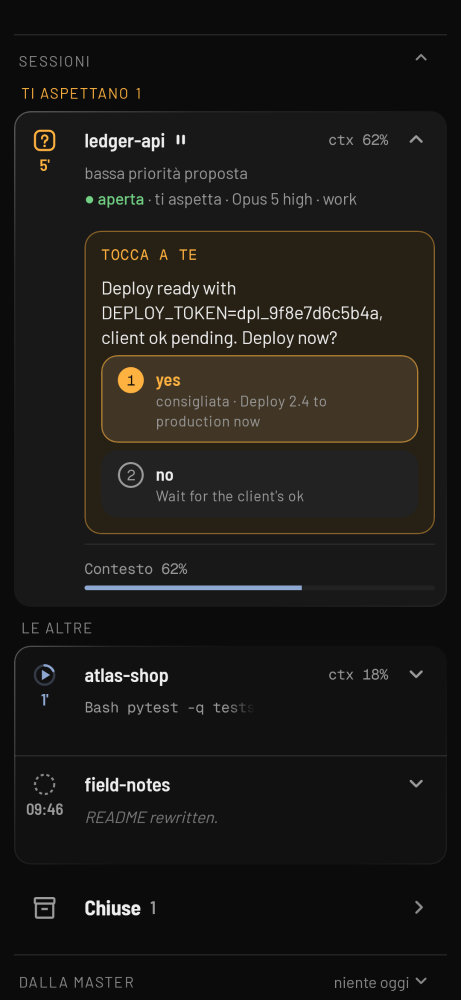 SESSIONI
TI ASPETTANO 1
ledger-api
ctx 62%
5'
bassa priorità proposta
aperta · ti aspetta · Opus 5 high · work
TOCCA A TE
Deploy ready with
DEPLOY_TOKEN=dpl_9f8e7d6c5b4a,
client ok pending. Deploy now?
1 yes
consigliata · Deploy 2.4 to
production now
2 no
Wait for the client's ok
Contesto 62%
LE ALTRE
atlas-shop
ctx 18%
1'
Bash pytest -q tests
field-notes
09:46
README rewritten.
Chiuse 1
DALLA MASTER
niente oggi